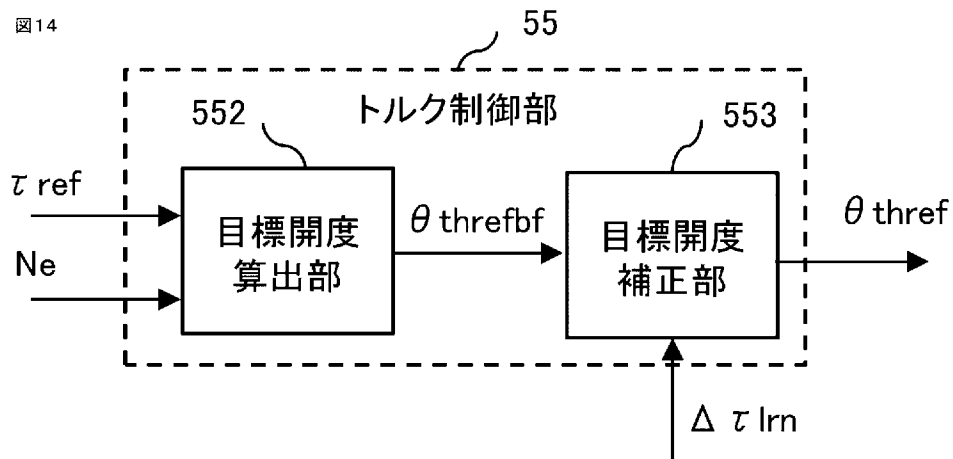 図14
55
トルク制御部
552
553
τ ref
Ne
目標開度
算出部
θ threfbf
目標開度
補正部
θ thref
Δ τ lrn